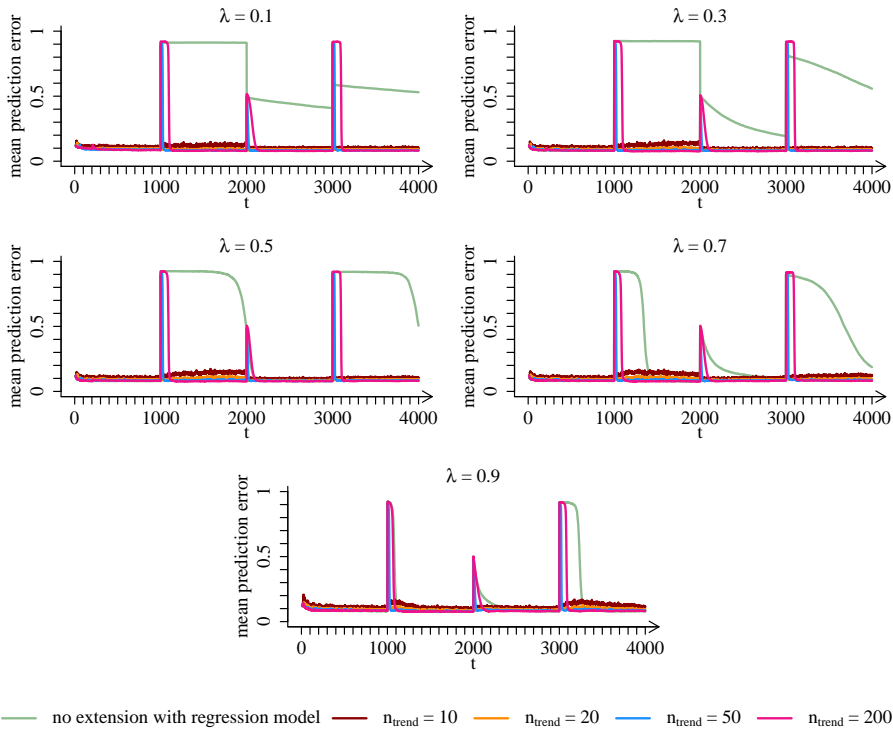 λ = 0.1
mean prediction error
0 0.5 1
0 1000 2000 3000 4000
t
λ = 0.3
mean prediction error
0 0.5 1
0 1000 2000 3000 4000
t
λ = 0.5
mean prediction error
0 0.5 1
0 1000 2000 3000 4000
t
λ = 0.7
mean prediction error
0 0.5 1
0 1000 2000 3000 4000
t
λ = 0.9
mean prediction error
0 0.5 1
0 1000 2000 3000 4000
t
no extension with regression model n_trend = 10 n_trend = 20 n_trend = 50 n_trend = 200